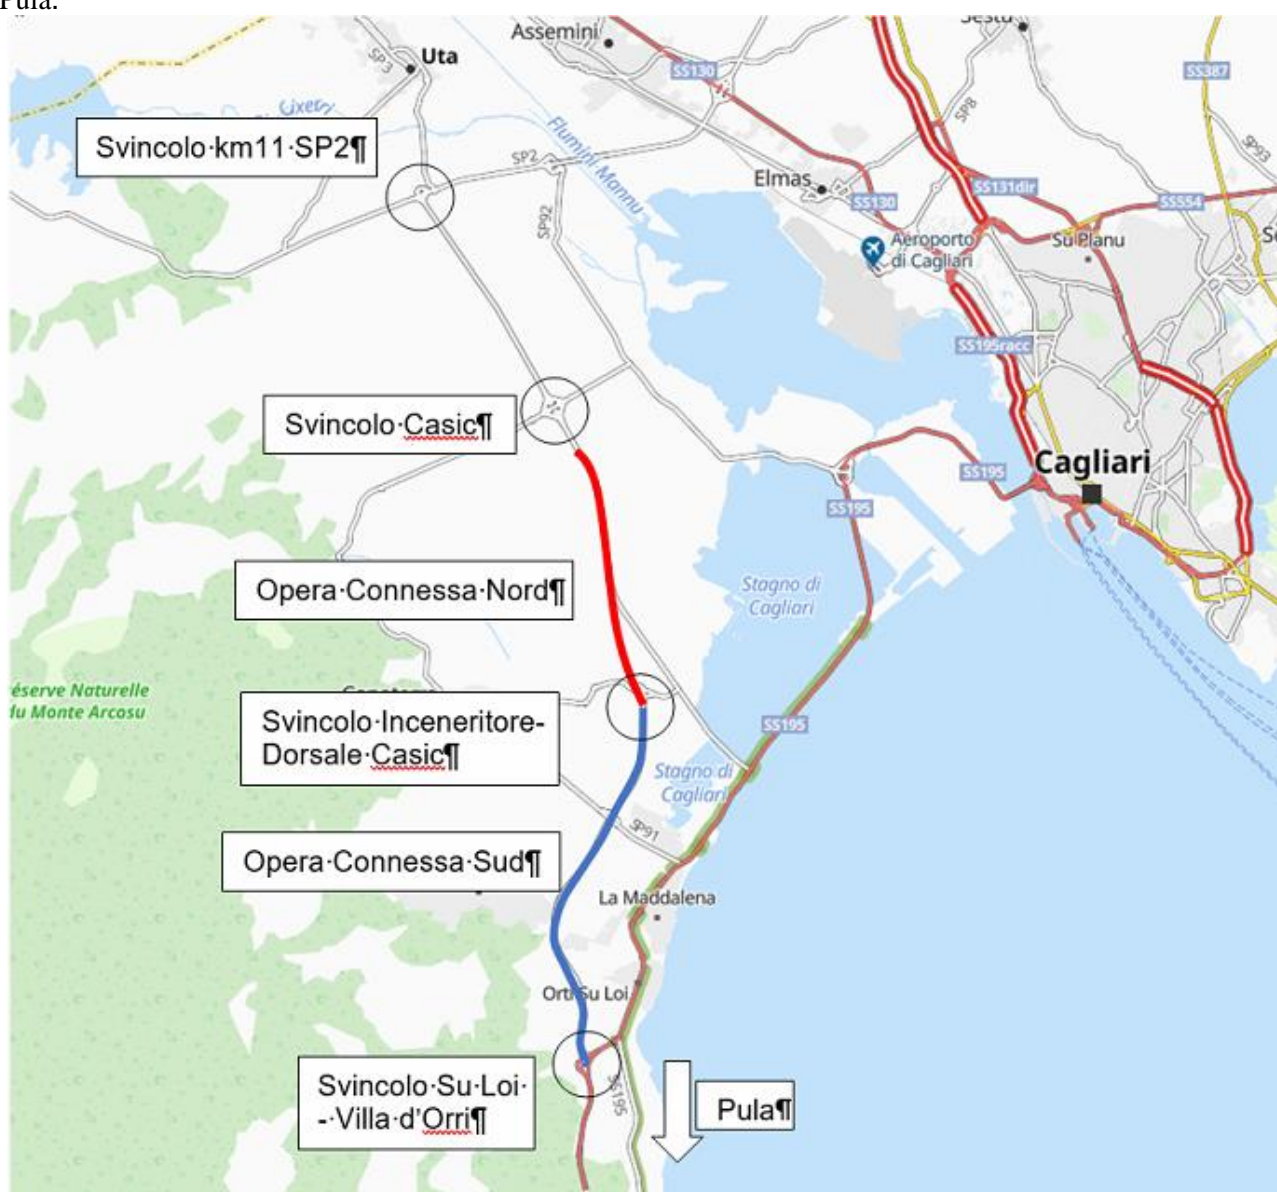 Pula.
Assemini
Sestu
Uta
SP3
SS130
SS387
Cixerri
SP8
Svincolo·km11·SP2¶
Flumini Mannu
SP2
SP93
Elmas
SS131dir
SS130
SS554
SP92
Aeroporto
di Cagliari
Su Planu
SS195racc
Svincolo·Casic¶
Cagliari
SS195
SS195
Opera·Connessa·Nord¶
Stagno di
Cagliari
éserve Naturelle
du Monte Arcosu
Svincolo·Inceneritore-
Dorsale·Casic¶
SS195
Stagno di
Cagliari
SP91
Opera·Connessa·Sud¶
La Maddalena
Orti Su Loi
Svincolo·Su·Loi·
-·Villa·d'Orri¶
SS195
Pula¶